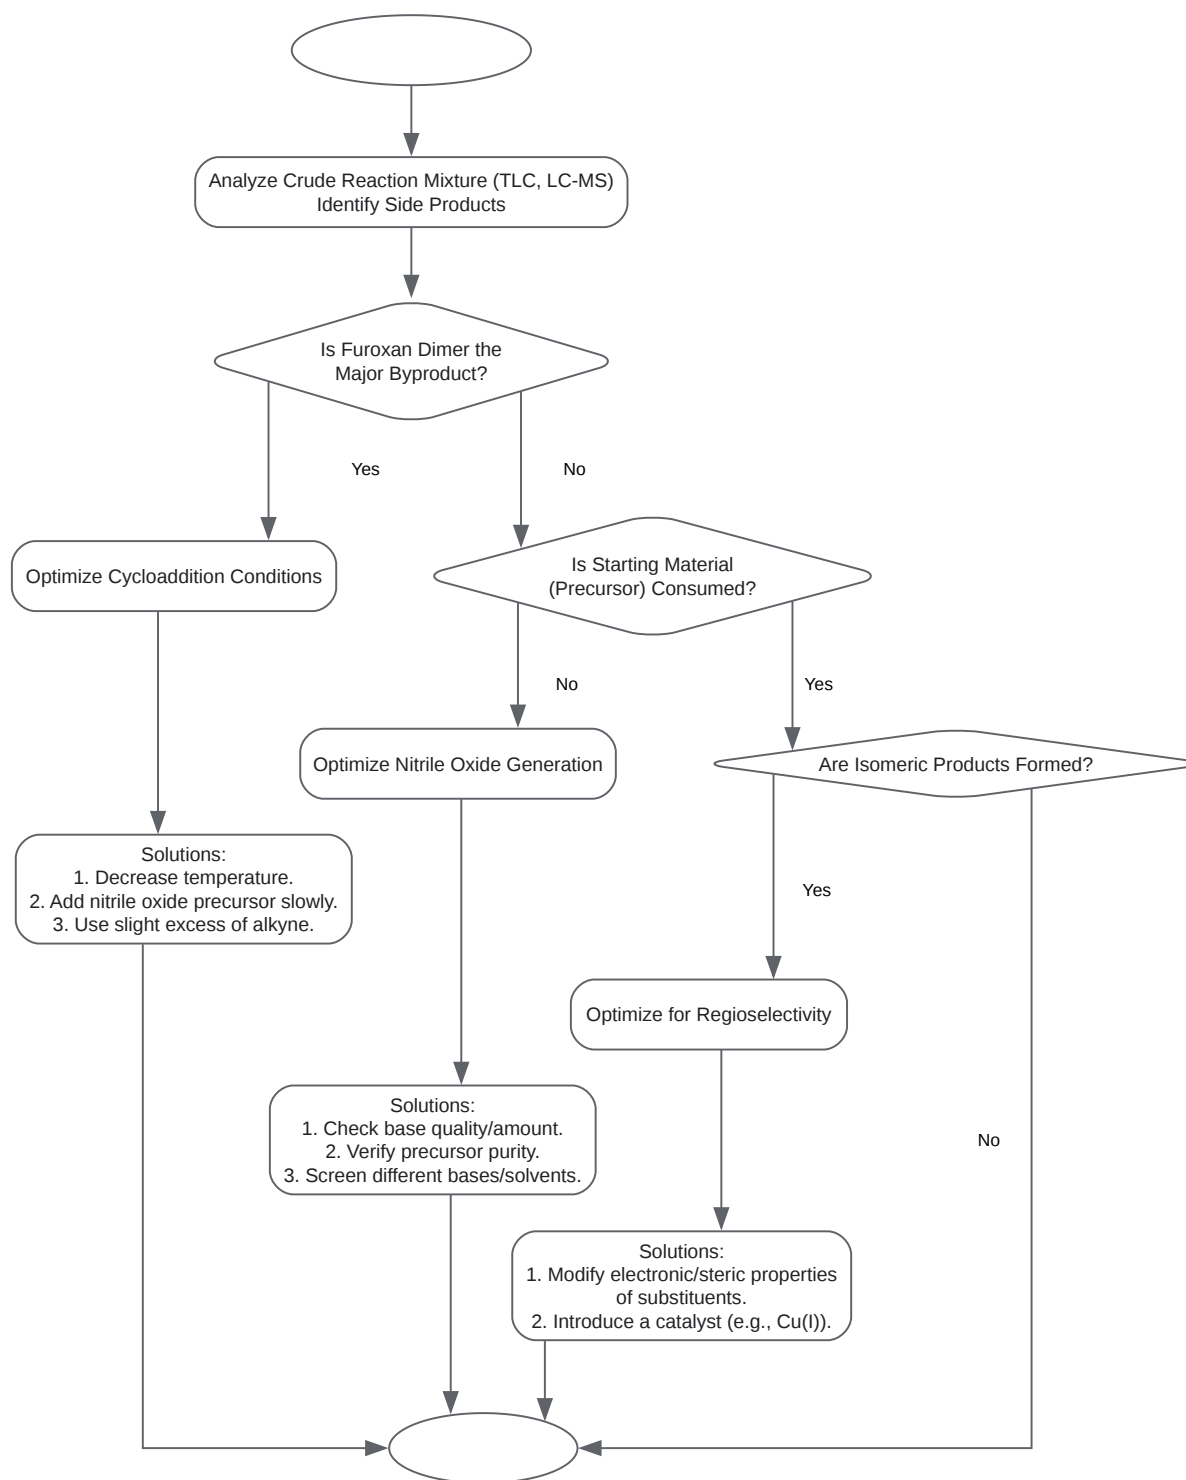 Analyze Crude Reaction Mixture (TLC, LC-MS)
Identify Side Products
Is Furoxan Dimer the
Major Byproduct?
Yes
No
Optimize Cycloaddition Conditions
Is Starting Material
(Precursor) Consumed?
No
Yes
Optimize Nitrile Oxide Generation
Are Isomeric Products Formed?
Solutions:
1. Decrease temperature.
2. Add nitrile oxide precursor slowly.
3. Use slight excess of alkyne.
Yes
Optimize for Regioselectivity
Solutions:
1. Check base quality/amount.
2. Verify precursor purity.
3. Screen different bases/solvents.
No
Solutions:
1. Modify electronic/steric properties
of substituents.
2. Introduce a catalyst (e.g., Cu(I)).